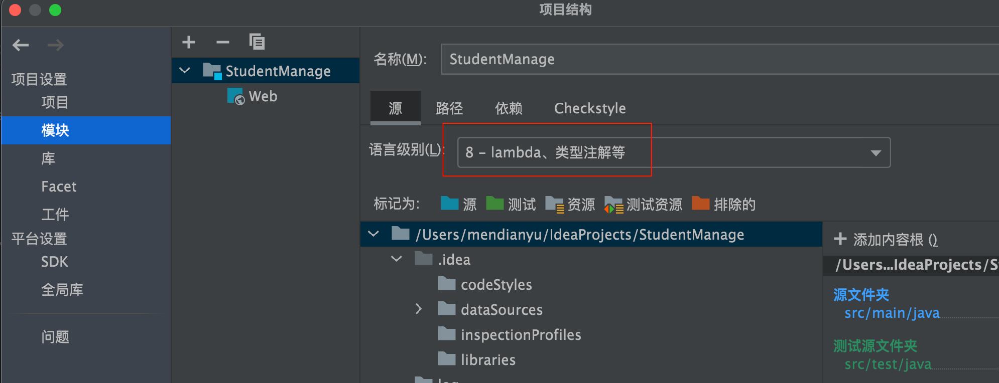 项目结构
项目设置
项目
模块
库
Facet
工件
平台设置
SDK
全局库
问题
StudentManage
Web
名称(M): StudentManage
源 路径 依赖 Checkstyle
语言级别(L): 8 – lambda、类型注解等
标记为: 源 测试 资源 测试资源 排除的
/Users/mendianyu/IdeaProjects/StudentManage
.idea
codeStyles
dataSources
inspectionProfiles
libraries
添加内容根 ()
/Users...IdeaProjects/S
源文件夹
src/main/java
测试源文件夹
src/test/java